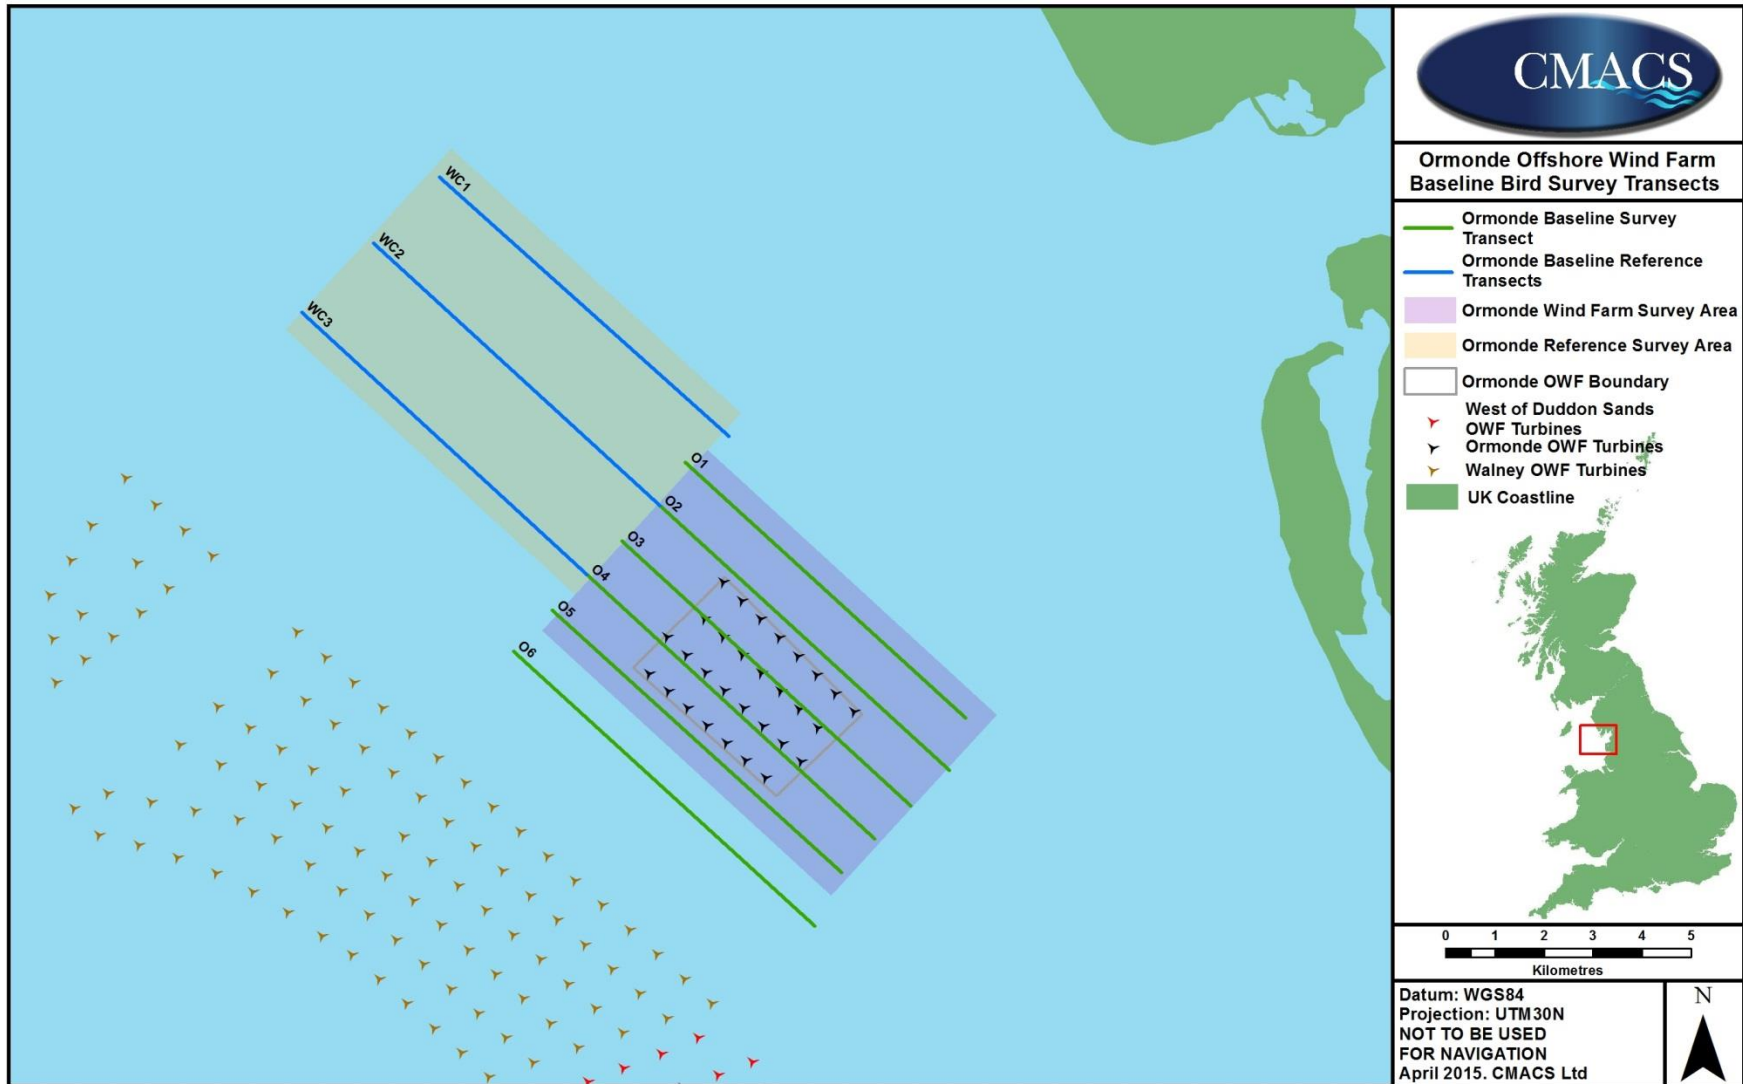 WC1
WC2
WC3
O1
O2
O3
O4
O5
O6
CMACS
Ormonde Offshore Wind Farm
Baseline Bird Survey Transects
Ormonde Baseline Survey
Transect
Ormonde Baseline Reference
Transects
Ormonde Wind Farm Survey Area
Ormonde Reference Survey Area
Ormonde OWF Boundary
West of Duddon Sands
OWF Turbines
Ormonde OWF Turbines
Walney OWF Turbines
UK Coastline
0 1 2 3 4 5
Kilometres
Datum: WGS84
Projection: UTM30N
NOT TO BE USED
FOR NAVIGATION
April 2015. CMACS Ltd
N